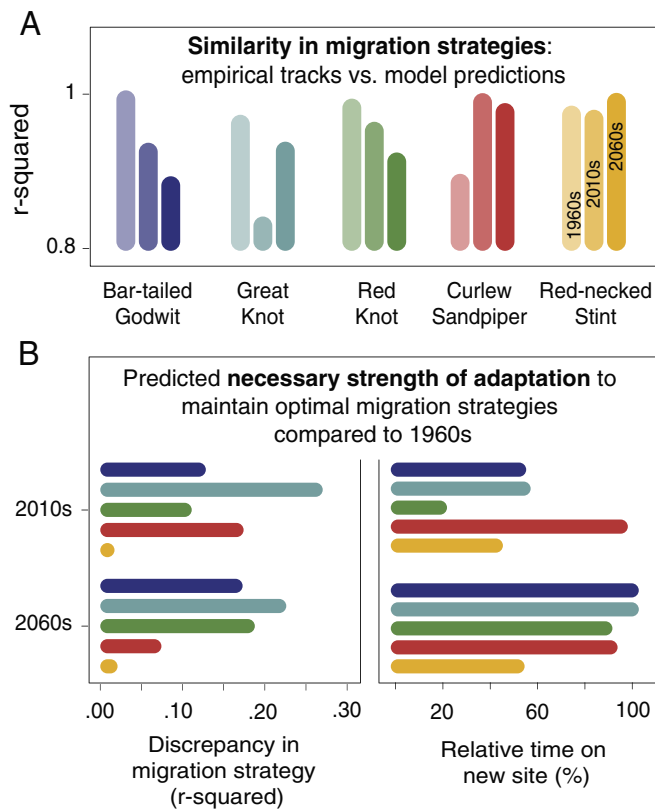 A
Similarity in migration strategies:
empirical tracks vs. model predictions
r-squared
1
0.8
1960s
2010s
2060s
Bar-tailed
Godwit
Great
Knot
Red
Knot
Curlew
Sandpiper
Red-necked
Stint
B
Predicted necessary strength of adaptation to
maintain optimal migration strategies
compared to 1960s
2010s
2060s
.00 .10 .20 .30
20 60 100
Discrepancy in
migration strategy
(r-squared)
Relative time on
new site (%)